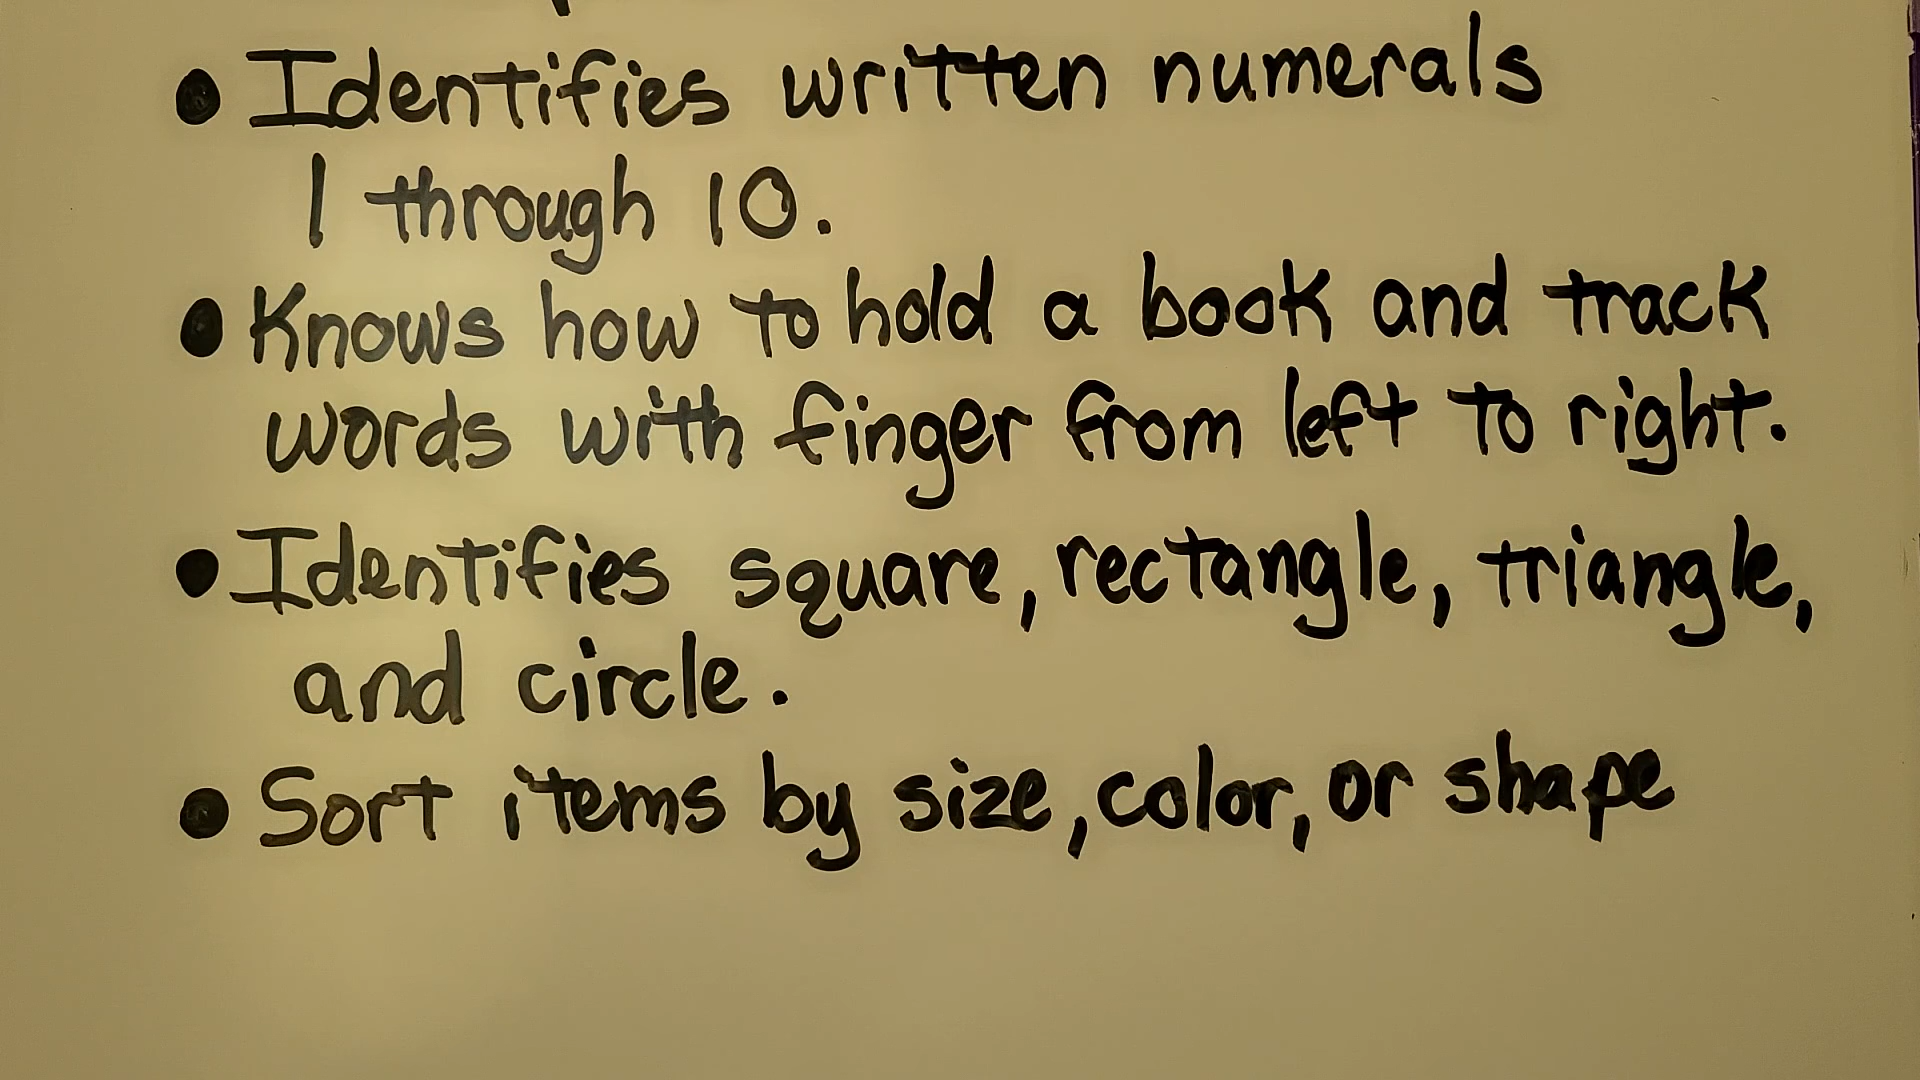 • Identifies written numerals
1 through 10.
• Knows how to hold a book and track
words with finger from left to right.
• Identifies square, rectangle, triangle,
and circle.
• Sort items by size, color, or shape